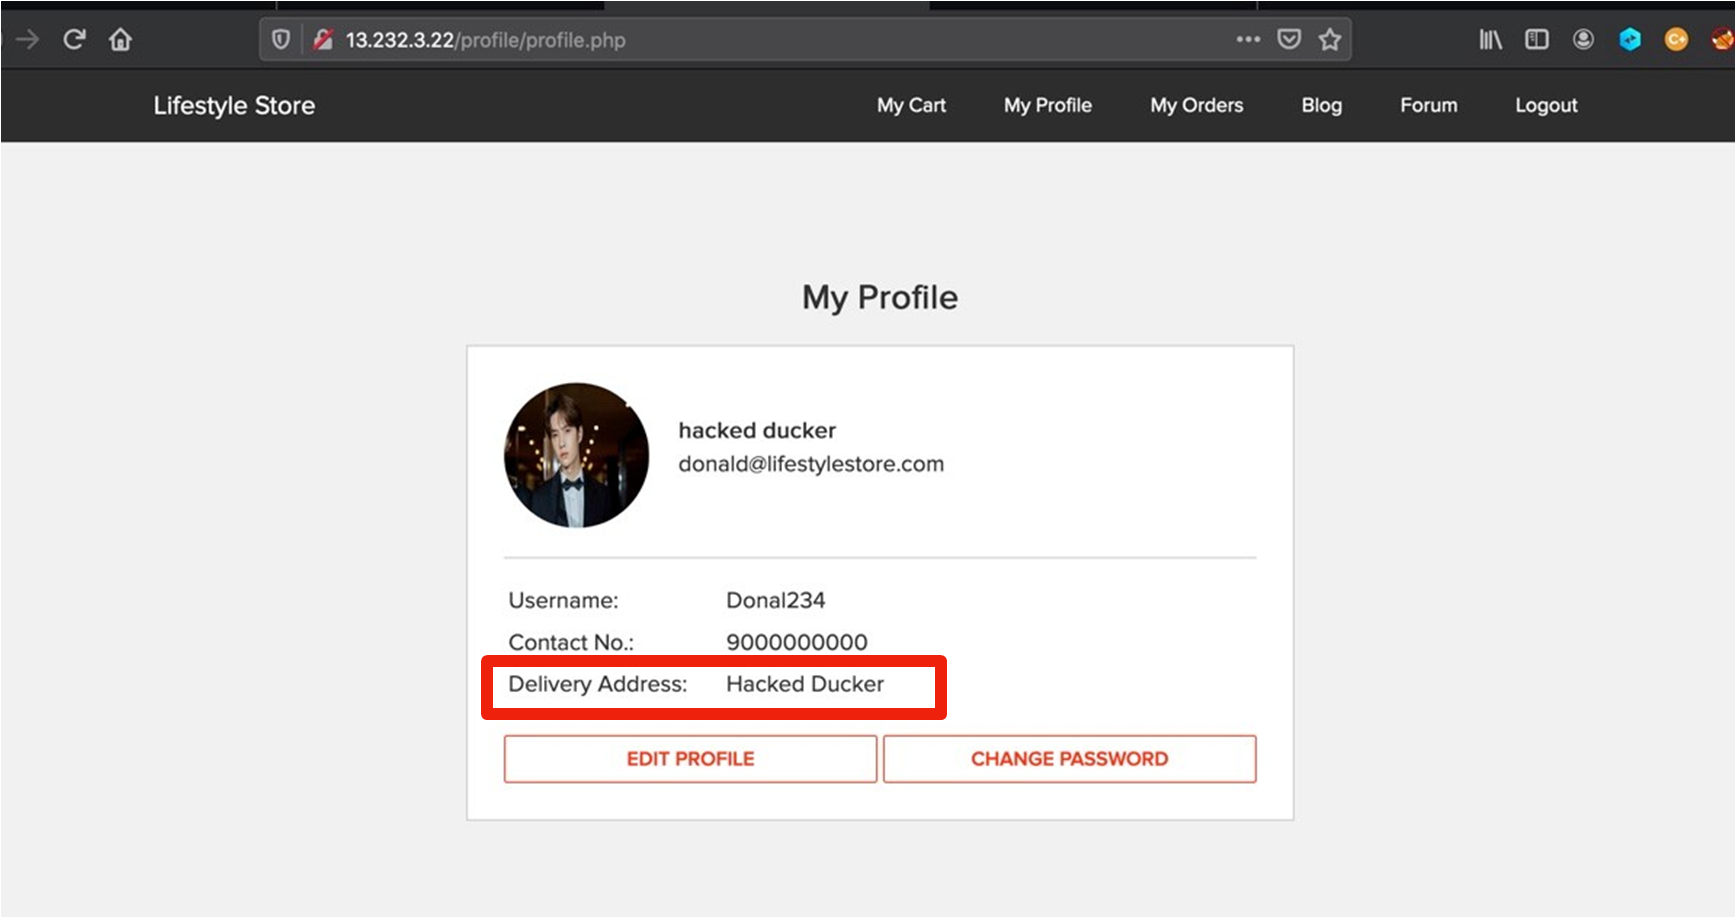 13.232.3.22/profile/profile.php
Lifestyle Store
My Cart
My Profile
My Orders
Blog
Forum
Logout
My Profile
hacked ducker
donald@lifestylestore.com
Username: Donal234
Contact No.: 9000000000
Delivery Address: Hacked Ducker
EDIT PROFILE
CHANGE PASSWORD